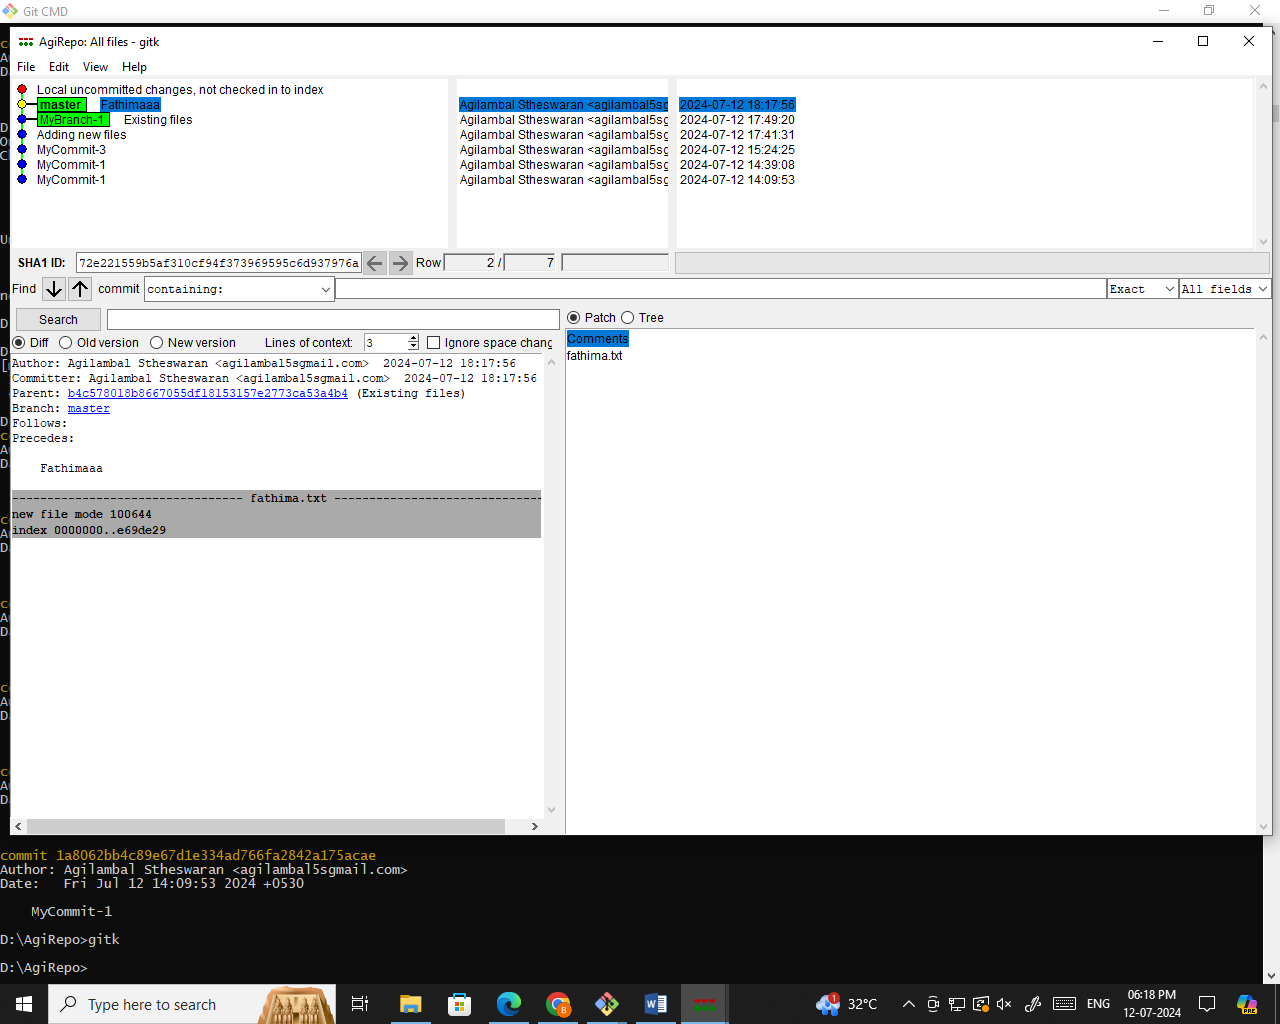 Git CMD
AgiRepo: All files - gitk
File Edit View Help
Local uncommitted changes, not checked in to index
master Fathimaaa Agilambal Stheswaran <agilambal5sg 2024-07-12 18:17:56
MyBranch-1 Existing files Agilambal Stheswaran <agilambal5sg 2024-07-12 17:49:20
Adding new files Agilambal Stheswaran <agilambal5sg 2024-07-12 17:41:31
MyCommit-3 Agilambal Stheswaran <agilambal5sg 2024-07-12 15:24:25
MyCommit-1 Agilambal Stheswaran <agilambal5sg 2024-07-12 14:39:08
MyCommit-1 Agilambal Stheswaran <agilambal5sg 2024-07-12 14:09:53
SHA1 ID: 72e221559b5af310cf94f373969595c6d937976a Row 2 / 7
Find commit containing: Exact All fields
Search
Patch Tree
Diff Old version New version Lines of context: 3 Ignore space chang
Comments
fathima.txt
Author: Agilambal Stheswaran <agilambal5sgmail.com> 2024-07-12 18:17:56
Committer: Agilambal Stheswaran <agilambal5sgmail.com> 2024-07-12 18:17:56
Parent: b4c578018b8667055df18153157e2773ca53a4b4 (Existing files)
Branch: master
Follows:
Precedes:
Fathimaaa
--------------------------------- fathima.txt ------------------------------
new file mode 100644
index 0000000..e69de29
commit 1a8062bb4c89e67d1e334ad766fa2842a175acae
Author: Agilambal Stheswaran <agilambal5sgmail.com>
Date: Fri Jul 12 14:09:53 2024 +0530
MyCommit-1
D:\AgiRepo>gitk
D:\AgiRepo>
Type here to search
1
32°C
ENG
06:18 PM
12-07-2024